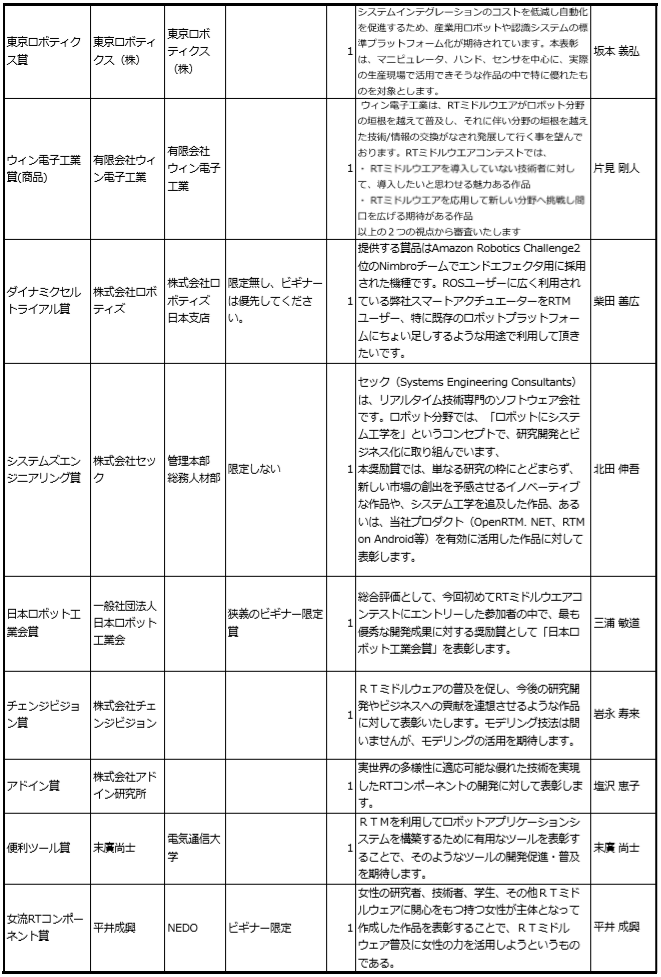 東京ロボティク
ス賞
東京ロボティ
クス（株）
東京ロボ
ティクス
（株）
1
システムインテグレーションのコストを低減し自動化
を促進するため、産業用ロボットや認識システムの標
準プラットフォーム化が期待されています。本表彰
は、マニピュレータ、ハンド、センサを中心に、実際
の生産現場で活用できそうな作品の中で特に優れたも
のを対象とします。
坂本 義弘
ウィン電子工業
賞(商品)
有限会社ウィ
ン電子工業
有限会社
ウィン電子
工業
1
ウィン電子工業は、RTミドルウエアがロボット分野
の垣根を越えて普及し、それに伴い分野の垣根を越え
た技術/情報の交換がなされ発展して行く事を望んで
おります。RTミドルウエアコンテストでは、
・ RTミドルウエアを導入していない技術者に対し
て、導入したいと思わせる魅力ある作品
・ RTミドルウエアを応用して新しい分野へ挑戦し間
口を広げる期待がある作品
以上の２つの視点から審査いたします
片見 剛人
ダイナミクセル
トライアル賞
株式会社ロボ
ティズ
株式会社ロ
ボティズ
日本支店
限定無し、ビギナー
は優先してくださ
い。
1
提供する賞品はAmazon Robotics Challenge2
位のNimbroチームでエンドエフェクタ用に採用
された機種です。ROSユーザーに広く利用され
ている弊社スマートアクチュエーターをRTM
ユーザー、特に既存のロボットプラットフォー
ムにちょい足しするような用途で利用して頂き
たいです。
柴田 善広
システムズエン
ジニアリング賞
株式会社セッ
ク
管理本部
総務人材部
限定しない
1
セック（Systems Engineering Consultants）
は、リアルタイム技術専門のソフトウェア会社
です。ロボット分野では、「ロボットにシステ
ム工学を」というコンセプトで、研究開発とビ
ジネス化に取り組んでいます、
本奨励賞では、単なる研究の枠にとどまらず、
新しい市場の創出を予感させるイノベーティブ
な作品や、システム工学を追及した作品、ある
いは、当社プロダクト（OpenRTM. NET、RTM
on Android等）を有効に活用した作品に対して
表彰します。
北田 伸吾
日本ロボット工
業会賞
一般社団法人
日本ロボット
工業会
狭義のビギナー限定
賞
1
総合評価として、今回初めてRTミドルウエアコ
ンテストにエントリーした参加者の中で、最も
優秀な開発成果に対する奨励賞として「日本ロ
ボット工業会賞」を表彰します。
三浦 敏道
チェンジビジョ
ン賞
株式会社チェ
ンジビジョン
1
ＲＴミドルウェアの普及を促し、今後の研究開
発やビジネスへの貢献を連想させるような作品
に対して表彰いたします。モデリング技法は問
いませんが、モデリングの活用を期待します。
岩永 寿来
アドイン賞
株式会社アド
イン研究所
1
実世界の多様性に適応可能な優れた技術を実現
したRTコンポーネントの開発に対して表彰しま
す。
塩沢 恵子
便利ツール賞
末廣尚士
電気通信大
学
1
ＲＴＭを利用してロボットアプリケーションシ
ステムを構築するために有用なツールを表彰す
ることで、そのようなツールの開発促進・普及
を期待します。
末廣 尚士
女流RTコンポー
ネント賞
平井成興
NEDO
ビギナー限定
1
女性の研究者、技術者、学生、その他ＲＴミド
ルウェアに関心をもつ持つ女性が主体となって
作成した作品を表彰することで、ＲＴミドル
ウェア普及に女性の力を活用しようというもの
である。
平井 成興